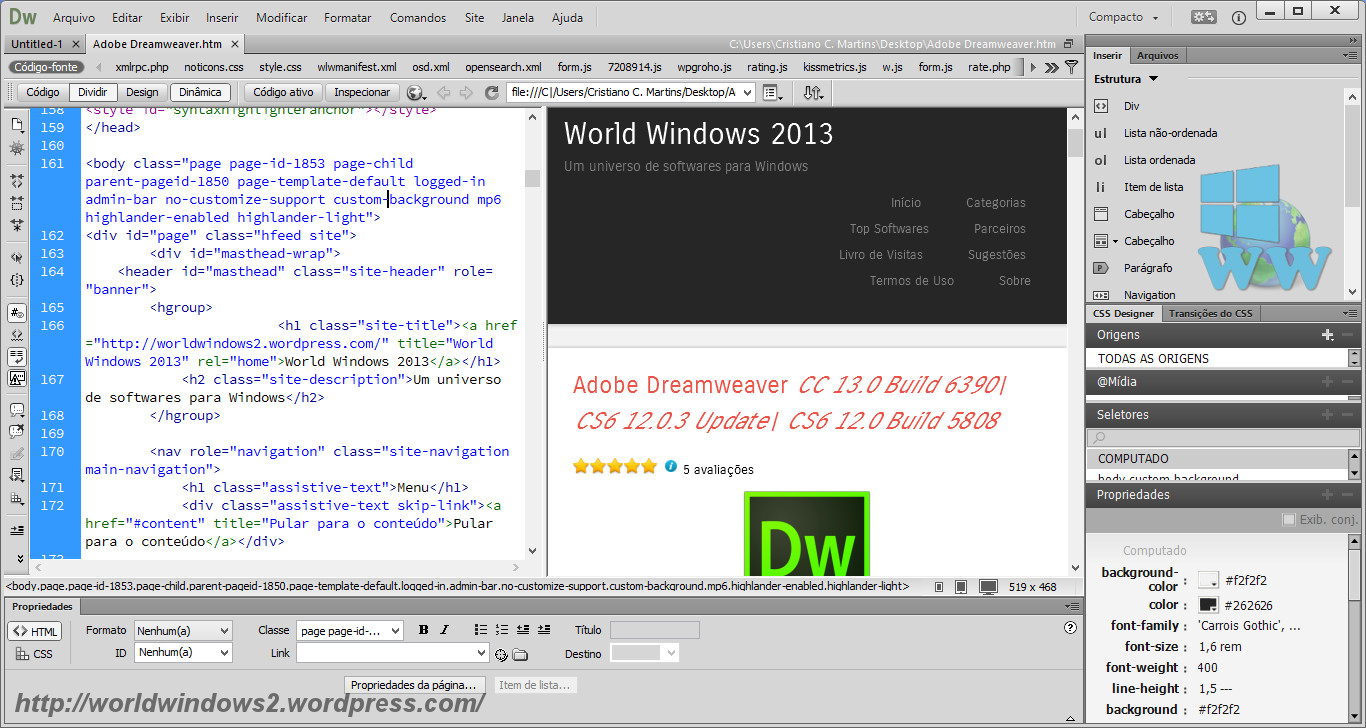 Dw Arquivo Editar Exibir Inserir Modificar Formatar Comandos Site Janela Ajuda Compacto
Untitled-1 × Adobe Dreamweaver.htm × C:\Users\Cristiano C. Martins\Desktop\Adobe Dreamweaver.htm
Código-fonte xmlrpc.php noticons.css style.css wlwmanifest.xml osd.xml opensearch.xml form.js 7208914.js wpgroho.js rating.js kissmetrics.js w.js form.js rate.php
Código Dividir Design Dinâmica Código ativo Inspecionar file:///C|/Users/Cristiano C. Martins/Desktop/A
158 <style id="syntaxhighlighteranchor"></style>
159 </head>
160
161 <body class="page page-id-1853 page-child
parent-pageid-1850 page-template-default logged-in
admin-bar no-customize-support custom-background mp6
highlander-enabled highlander-light">
162 <div id="page" class="hfeed site">
163 <div id="masthead-wrap">
164 <header id="masthead" class="site-header" role=
"banner">
165 <hgroup>
166 <h1 class="site-title"><a href
="http://worldwindows2.wordpress.com/" title="World
Windows 2013" rel="home">World Windows 2013</a></h1>
167 <h2 class="site-description">Um universo
de softwares para Windows</h2>
168 </hgroup>
169
170 <nav role="navigation" class="site-navigation
main-navigation">
171 <h1 class="assistive-text">Menu</h1>
172 <div class="assistive-text skip-link"><a
href="#content" title="Pular para o conteúdo">Pular
para o conteúdo</a></div>
173
World Windows 2013
Um universo de softwares para Windows
Início Categorias
Top Softwares Parceiros
Livro de Visitas Sugestões
Termos de Uso Sobre
Adobe Dreamweaver CC 13.0 Build 6390|
CS6 12.0.3 Update| CS6 12.0 Build 5808
5 avaliações
Dw
<body.page.page-id-1853.page-child.parent-pageid-1850.page-template-default.logged-in.admin-bar.no-customize-support.custom-background.mp6.highlander-enabled.highlander-light> 519 x 468
Propriedades
<> HTML Formato Nenhum(a) Classe page page-id-... B I Título
CSS ID Nenhum(a) Link Destino
Propriedades da página... Item de lista...
http://worldwindows2.wordpress.com/
Inserir Arquivos
Estrutura
Div
ul Lista não-ordenada
ol Lista ordenada
li Item de lista
Cabeçalho
Cabeçalho
P Parágrafo
Navigation
WW
CSS Designer Transições do CSS
Origens
TODAS AS ORIGENS
@Mídia
Seletores
COMPUTADO
body.custom-background
Propriedades
Exib. conj.
Computado
background-
color : #f2f2f2
color : #262626
font-family : 'Carrois Gothic', ...
font-size : 1,6 rem
font-weight : 400
line-height : 1,5 ---
background : #f2f2f2